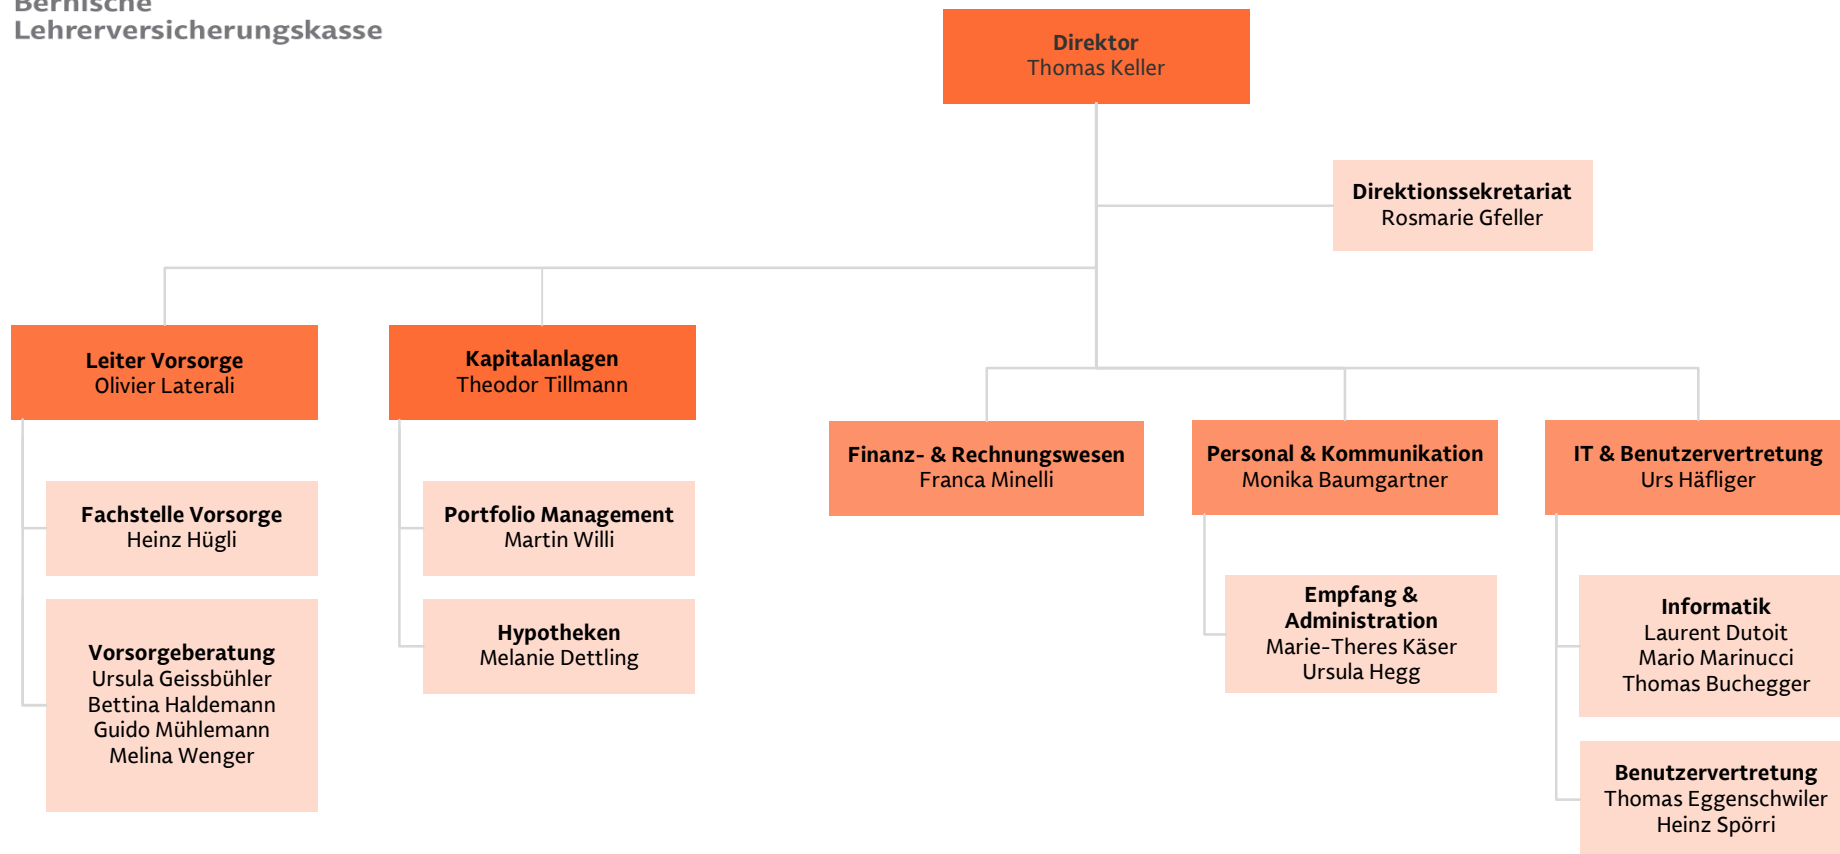 Bernische
Lehrerversicherungskasse
Direktor
Thomas Keller
Direktionssekretariat
Rosmarie Gfeller
Leiter Vorsorge
Olivier Laterali
Kapitalanlagen
Theodor Tillmann
Finanz- & Rechnungswesen
Franca Minelli
Personal & Kommunikation
Monika Baumgartner
IT & Benutzervertretung
Urs Häfliger
Fachstelle Vorsorge
Heinz Hügli
Portfolio Management
Martin Willi
Vorsorgeberatung
Ursula Geissbühler
Bettina Haldemann
Guido Mühlemann
Melina Wenger
Hypotheken
Melanie Dettling
Empfang &
Administration
Marie-Theres Käser
Ursula Hegg
Informatik
Laurent Dutoit
Mario Marinucci
Thomas Buchegger
Benutzervertretung
Thomas Eggenschwiler
Heinz Spörri